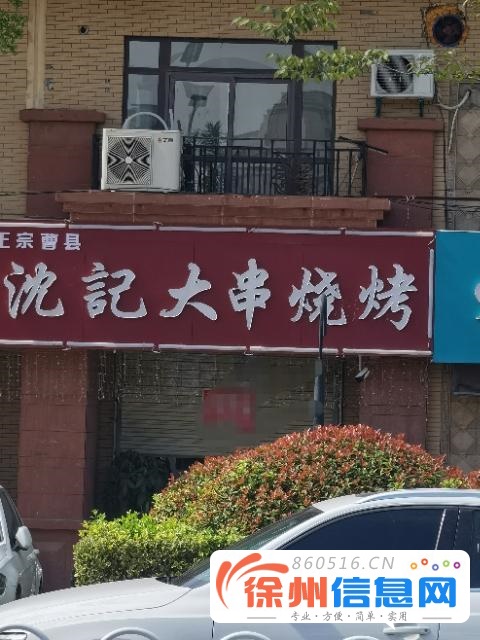 正宗曹县
沈記大串烧烤
860516.CN
徐州信息网
专业·方便·简单·实用